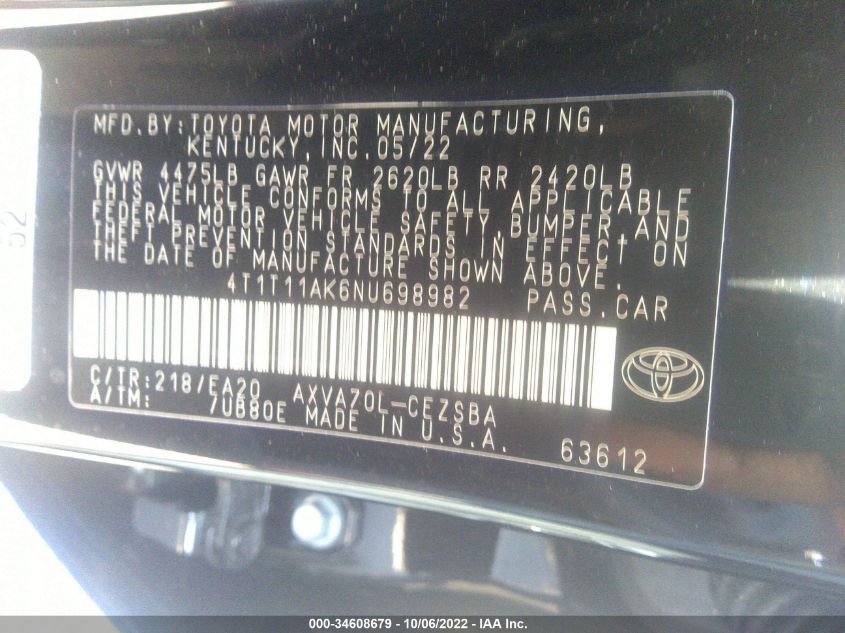 MFD.BY:TOYOTA MOTOR MANUFACTURING,
KENTUCKY,INC.05/22
GVWR 4475LB GAWR FR 2620LB RR 2420LB
THIS VEHICLE CONFORMS TO ALL APPLICABLE
FEDERAL MOTOR VEHICLE SAFETY,BUMPER,AND
THEFT PREVENTION STANDARDS IN EFFECT ON
THE DATE OF MANUFACTURE SHOWN ABOVE.
4T1T11AK6NU698982 PASS.CAR
C/TR:218/EA20 AXVA70L-CEZSBA
A/TM: 7UB80E MADE IN U.S.A.
63612
52
000-34608679 - 10/06/2022 - IAA Inc.